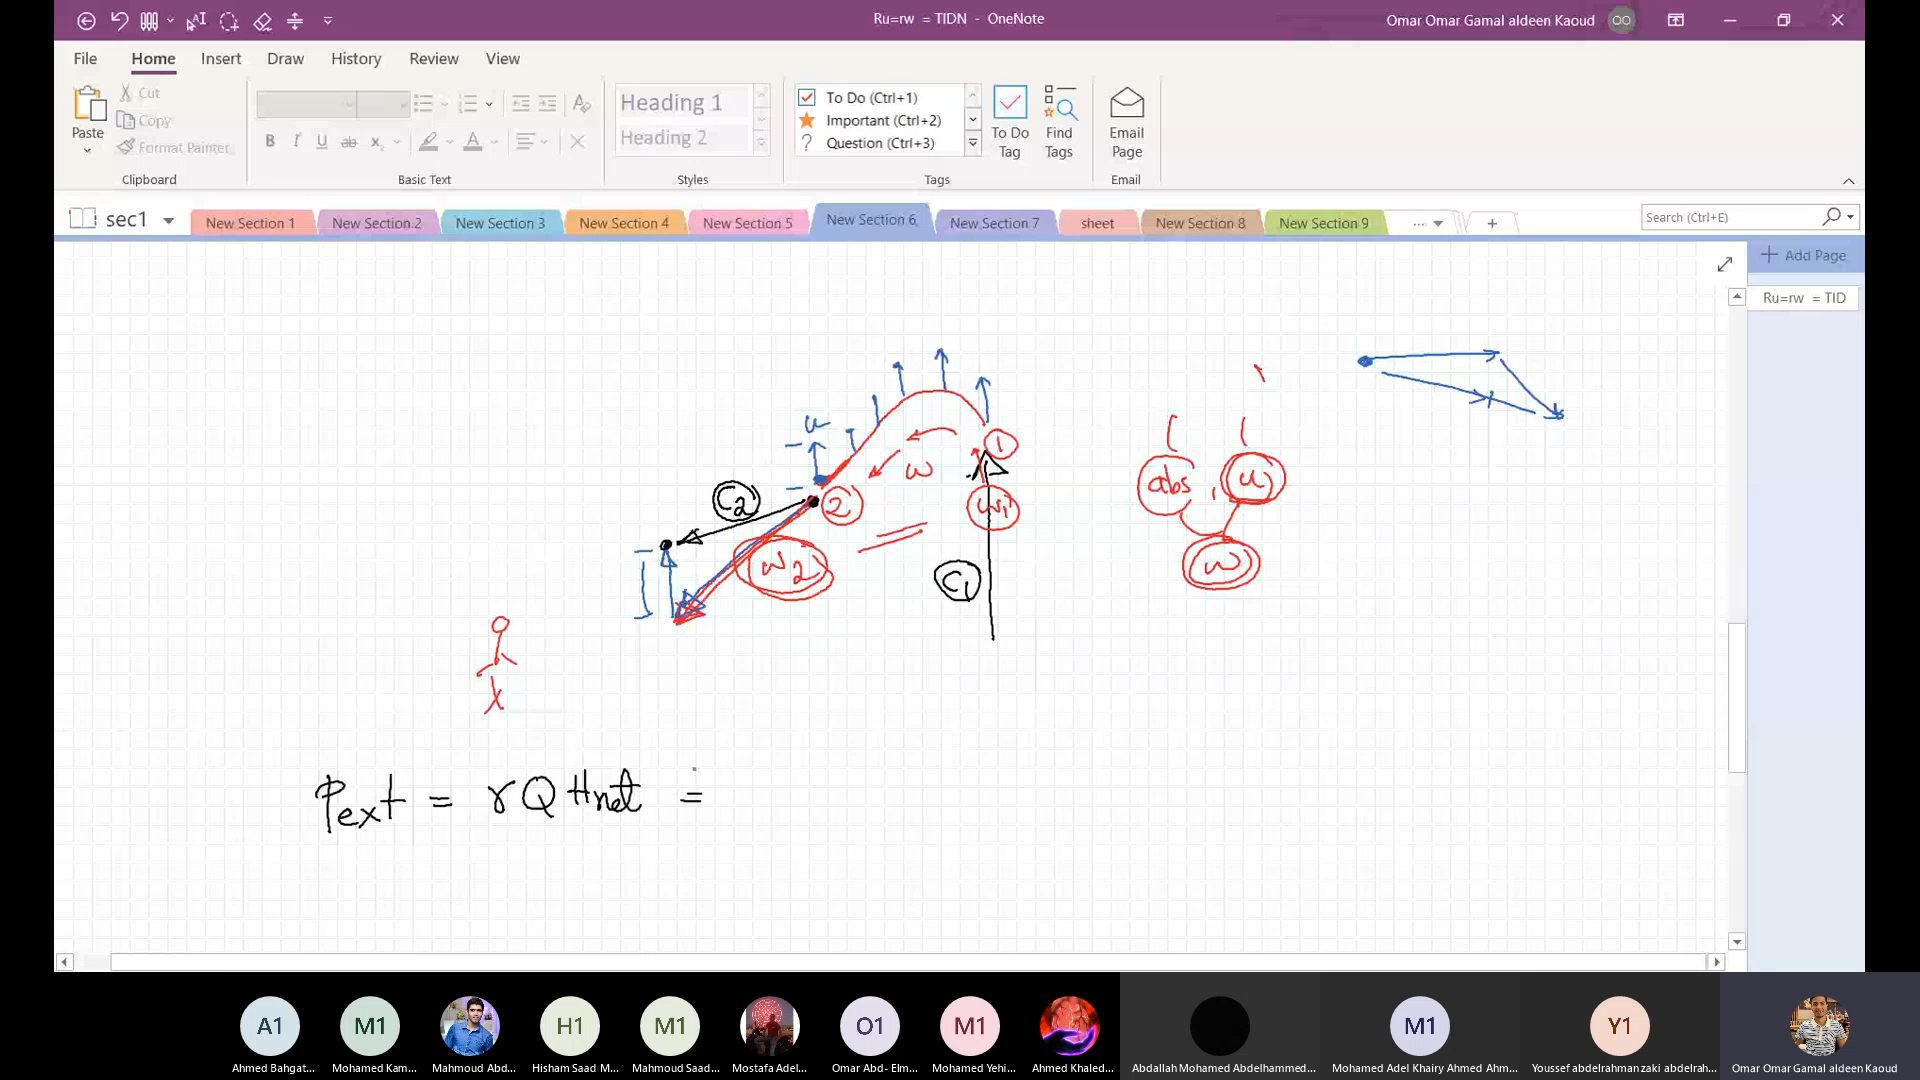 Ru=rw = TIDN - OneNote
Omar Omar Gamal aldeen Kaoud
OO
File Home Insert Draw History Review View
Paste
Cut
Copy
Format Painter
Clipboard
B I U ab x A
Basic Text
Heading 1
Heading 2
Styles
To Do (Ctrl+1)
Important (Ctrl+2)
? Question (Ctrl+3)
To Do Tag
Find Tags
Tags
Email Page
Email
sec1
New Section 1
New Section 2
New Section 3
New Section 4
New Section 5
New Section 6
New Section 7
sheet
New Section 8
New Section 9
...
+
Search (Ctrl+E)
Add Page
Ru=rw = TID
u
1
w
C2
2
w1
abs , u
w2
C1
w
Pext = γQ Hnet =
A1
M1
H1
M1
O1
M1
M1
Y1
Ahmed Bahgat...
Mohamed Kam...
Mahmoud Abd...
Hisham Saad M...
Mahmoud Saad...
Mostafa Adel...
Omar Abd- Elm...
Mohamed Yehi...
Ahmed Khaled...
Abdallah Mohamed Abdelhammed...
Mohamed Adel Khairy Ahmed Ahm...
Youssef abdelrahman zaki abdelrah...
Omar Omar Gamal aldeen Kaoud